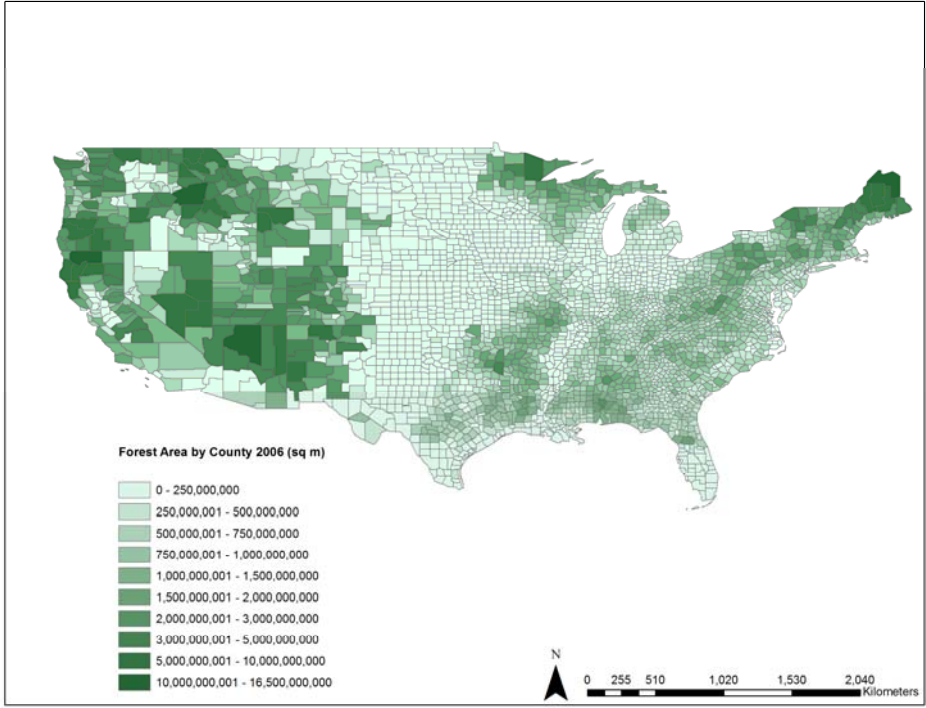 Forest Area by County 2006 (sq m)
0 - 250,000,000
250,000,001 - 500,000,000
500,000,001 - 750,000,000
750,000,001 - 1,000,000,000
1,000,000,001 - 1,500,000,000
1,500,000,001 - 2,000,000,000
2,000,000,001 - 3,000,000,000
3,000,000,001 - 5,000,000,000
5,000,000,001 - 10,000,000,000
10,000,000,001 - 16,500,000,000
N
0 255 510 1,020 1,530 2,040
Kilometers